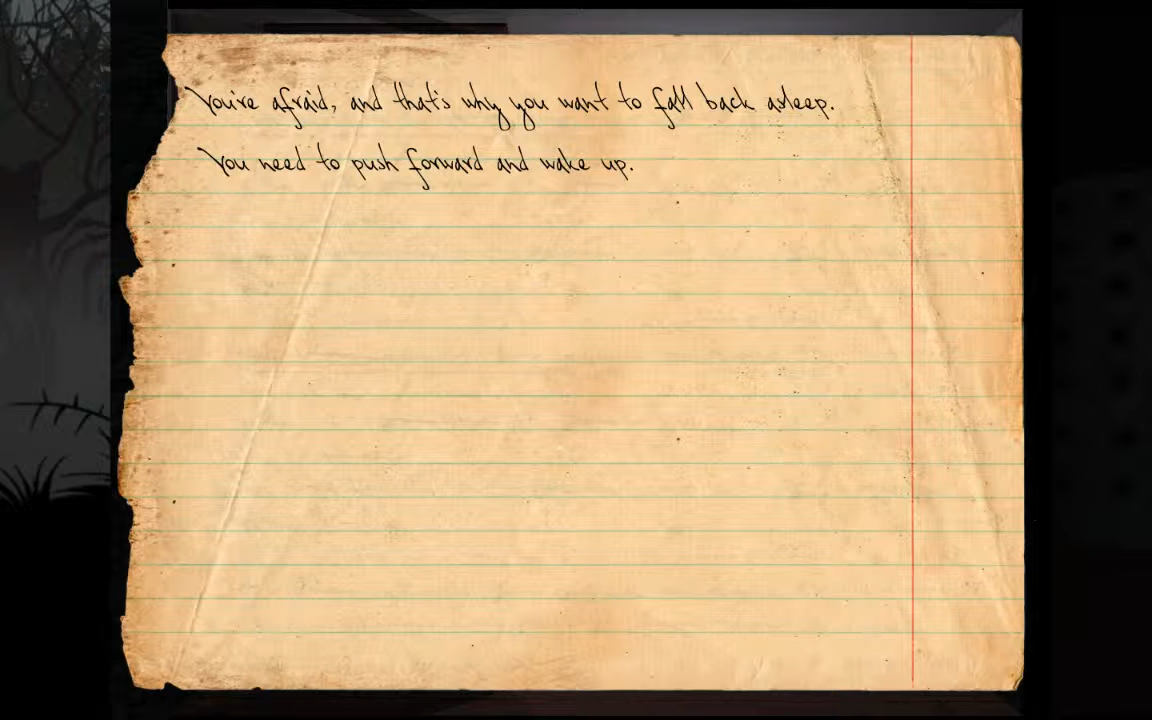 You're afraid, and that's why you want to fall back asleep.
You need to push forward and wake up.